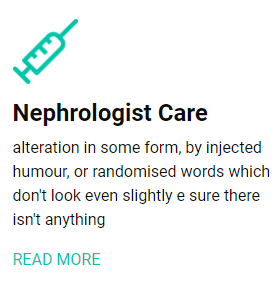 Nephrologist Care
alteration in some form, by injected
humour, or randomised words which
don't look even slightly e sure there
isn't anything
READ MORE